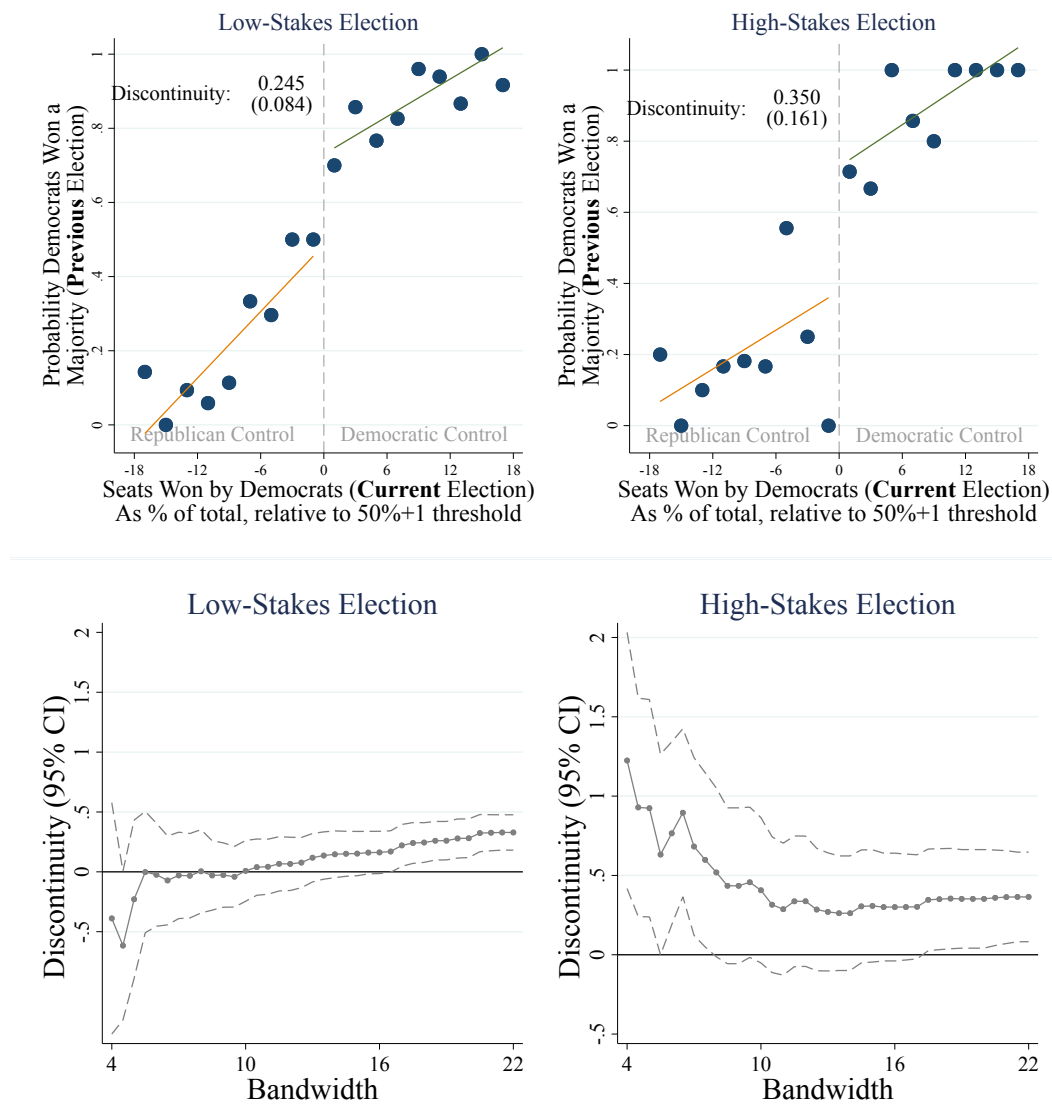 Low-Stakes Election
Probability Democrats Won a
Majority (Previous Election)
1
.8
.6
.4
.2
0
Discontinuity:
0.245
(0.084)
Republican Control
Democratic Control
-18
-12
-6
0
6
12
18
Seats Won by Democrats (Current Election)
As % of total, relative to 50%+1 threshold
High-Stakes Election
Probability Democrats Won a
Majority (Previous Election)
1
.8
.6
.4
.2
0
Discontinuity:
0.350
(0.161)
Republican Control
Democratic Control
-18
-12
-6
0
6
12
18
Seats Won by Democrats (Current Election)
As % of total, relative to 50%+1 threshold
Low-Stakes Election
Discontinuity (95% CI)
2
1.5
1
.5
0
-.5
4
10
16
22
Bandwidth
High-Stakes Election
Discontinuity (95% CI)
2
1.5
1
.5
0
-.5
4
10
16
22
Bandwidth